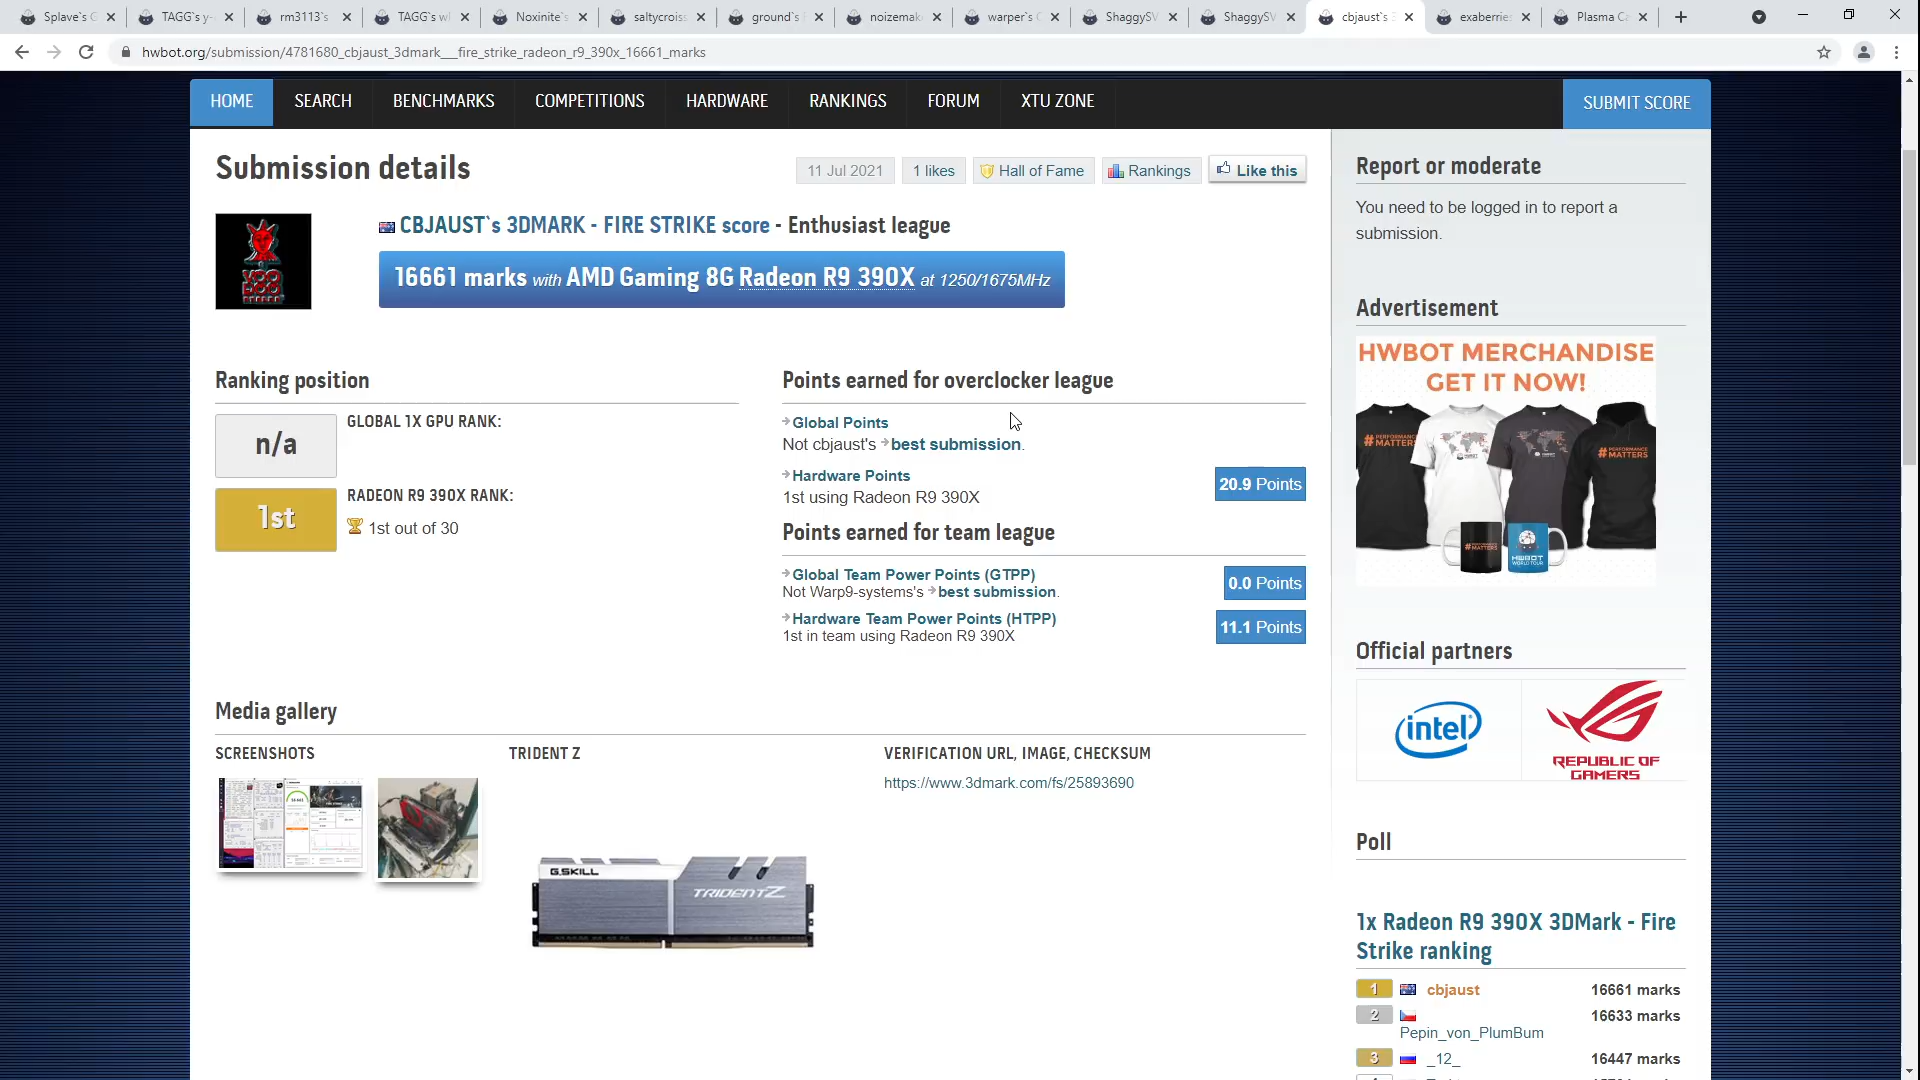 Splave`s G
TAGG`s y-
rm3113`s
TAGG`s wl
Noxinite`s
saltycrois
ground`s
noizemak
warper`s
ShaggySV
ShaggySV
cbjaust`s
exaberrie
Plasma Ca
hwbot.org/submission/4781680_cbjaust_3dmark___fire_strike_radeon_r9_390x_16661_marks
HOME SEARCH BENCHMARKS COMPETITIONS HARDWARE RANKINGS FORUM XTU ZONE SUBMIT SCORE
Submission details
11 Jul 2021 1 likes Hall of Fame Rankings Like this
CBJAUST`s 3DMARK - FIRE STRIKE score - Enthusiast league
16661 marks with AMD Gaming 8G Radeon R9 390X at 1250/1675MHz
Ranking position
n/a GLOBAL 1X GPU RANK:
1st RADEON R9 390X RANK:
1st out of 30
Points earned for overclocker league
Global Points
Not cbjaust's best submission.
Hardware Points
1st using Radeon R9 390X
20.9 Points
Points earned for team league
Global Team Power Points (GTPP)
Not Warp9-systems's best submission.
0.0 Points
Hardware Team Power Points (HTPP)
1st in team using Radeon R9 390X
11.1 Points
Media gallery
SCREENSHOTS
TRIDENT Z
G.SKILL
TRIDENTZ
VERIFICATION URL, IMAGE, CHECKSUM
https://www.3dmark.com/fs/25893690
Report or moderate
You need to be logged in to report a
submission.
Advertisement
HWBOT MERCHANDISE
GET IT NOW!
#PERFORMANCE
MATTERS
#PERFORMANCE
MATTERS
Official partners
intel
REPUBLIC OF
GAMERS
Poll
1x Radeon R9 390X 3DMark - Fire
Strike ranking
1 cbjaust 16661 marks
2 16633 marks
Pepin_von_PlumBum
3 _12_ 16447 marks